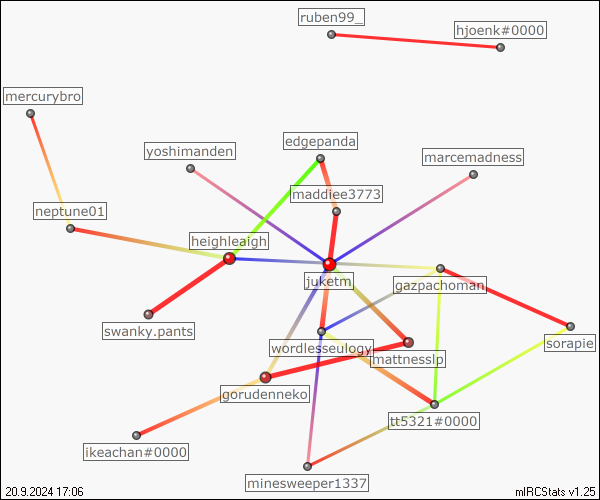 ruben99_
hjoenk#0000
mercurybro
edgepanda
yoshimanden
marcemadness
maddiee3773
neptune01
heighleaigh
juketm
gazpachoman
swanky.pants
sorapie
wordlesseulogy
mattnesslp
gorudenneko
tt5321#0000
ikeachan#0000
minesweeper1337
20.9.2024 17:06
mIRCStats v1.25